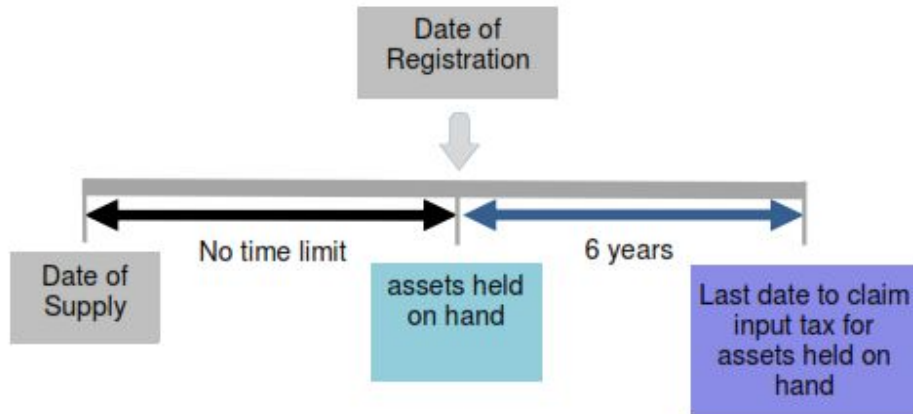 Date of
Registration
No time limit
6 years
Date of
Supply
assets held
on hand
Last date to claim
input tax for
assets held on
hand